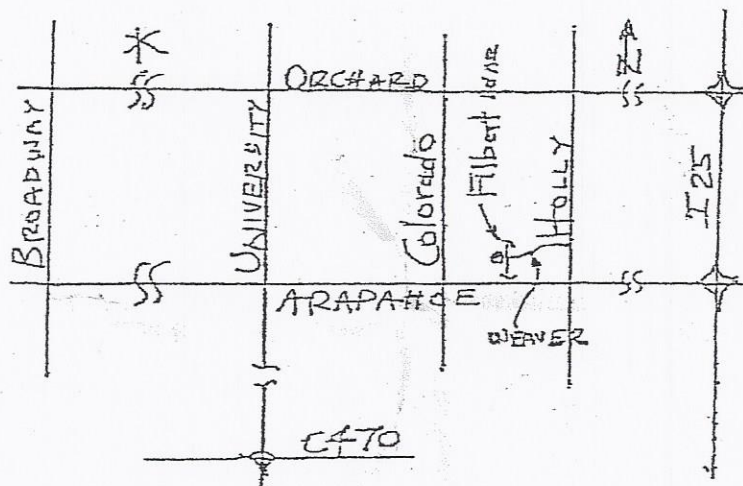 N
ORCHARD
BROADWAY
UNIVERSITY
Colorado
Filbert
HOLLY
I 25
ARAPAHOE
WEAVER
C470